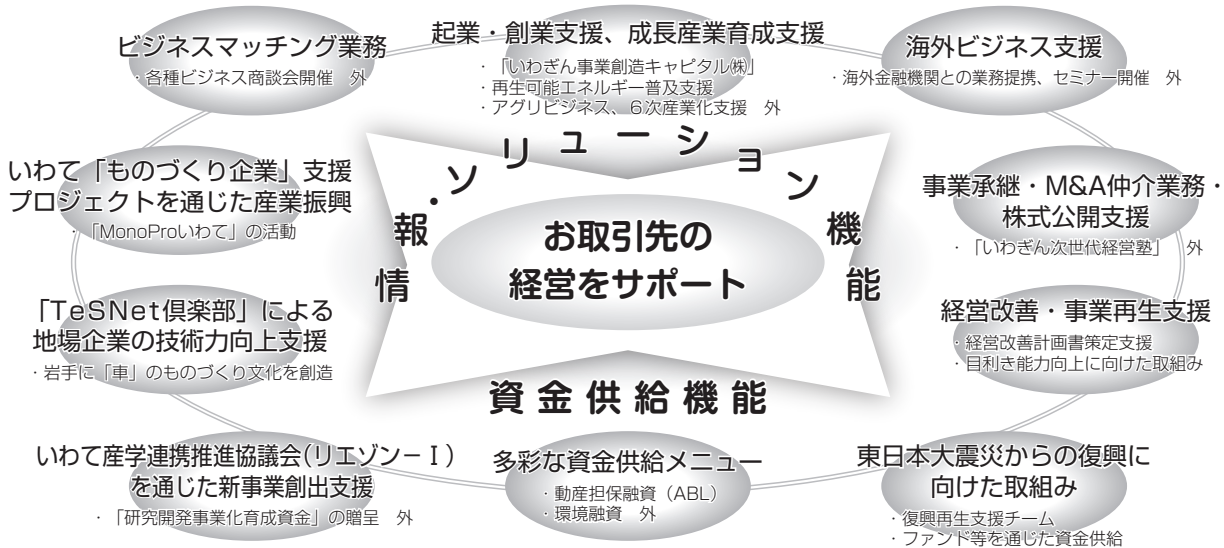 ビジネスマッチング業務
・各種ビジネス商談会開催　外
起業・創業支援、成長産業育成支援
・「いわぎん事業創造キャピタル㈱」
・再生可能エネルギー普及支援
・アグリビジネス、6次産業化支援　外
海外ビジネス支援
・海外金融機関との業務提携、セミナー開催　外
いわて「ものづくり企業」支援
プロジェクトを通じた産業振興
・「MonoProいわて」の活動
情報・ソリューション機能
お取引先の
経営をサポート
事業承継・M&A仲介業務・
株式公開支援
・「いわぎん次世代経営塾」　外
「TeSNet倶楽部」による
地場企業の技術力向上支援
・岩手に「車」のものづくり文化を創造
経営改善・事業再生支援
・経営改善計画書策定支援
・目利き能力向上に向けた取組み
資金供給機能
いわて産学連携推進協議会(リエゾン－Ⅰ)
を通じた新事業創出支援
・「研究開発事業化育成資金」の贈呈　外
多彩な資金供給メニュー
・動産担保融資（ABL）
・環境融資　外
東日本大震災からの復興に
向けた取組み
・復興再生支援チーム
・ファンド等を通じた資金供給